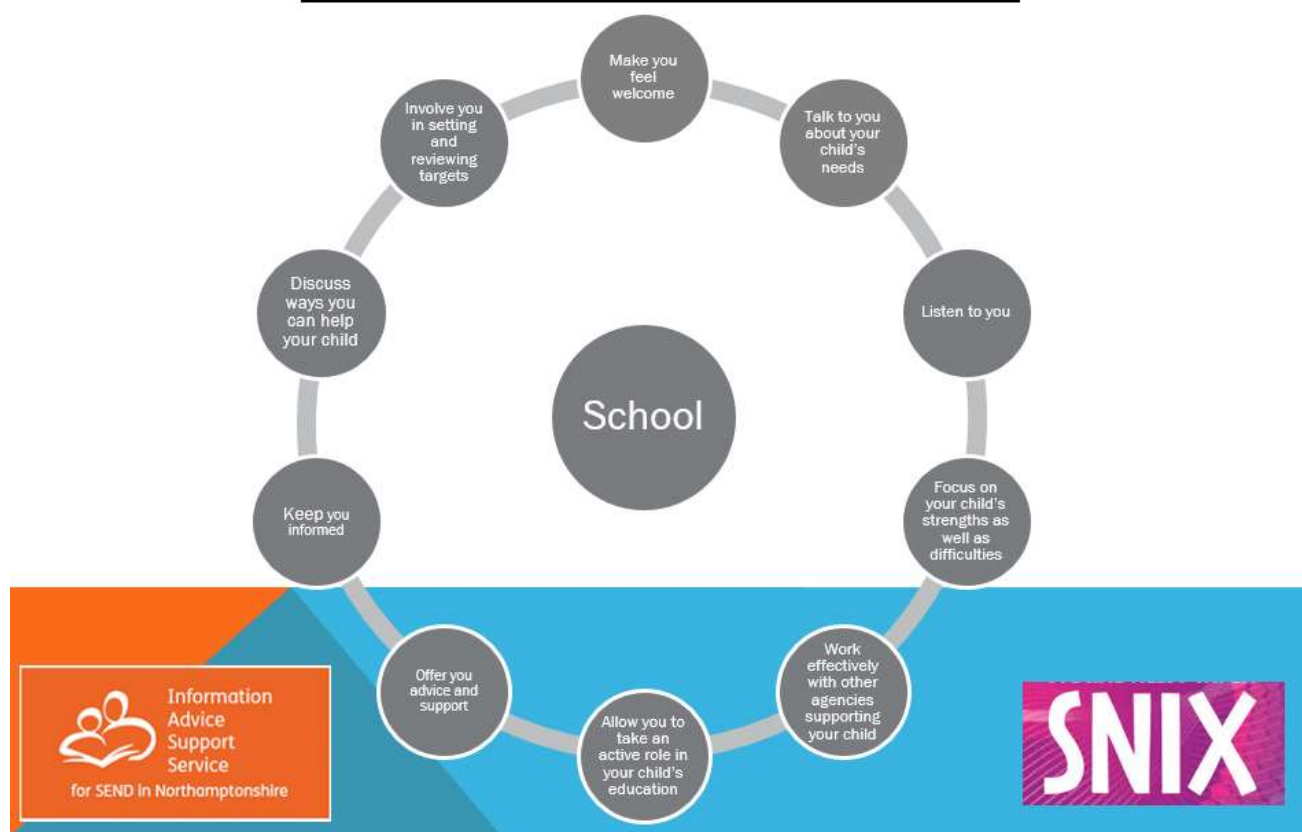 Make you
feel
welcome
Talk to you
about your
child's
needs
Listen to you
Focus on
your child's
strengths as
well as
difficulties
Work
effectively
with other
agencies
supporting
your child
Allow you to
take an
active role in
your child's
education
Offer you
advice and
support
Keep you
informed
Discuss
ways you
can help
your child
Involve you
in setting
and
reviewing
targets
School
Information
Advice
Support
Service
for SEND in Northamptonshire
SNIX